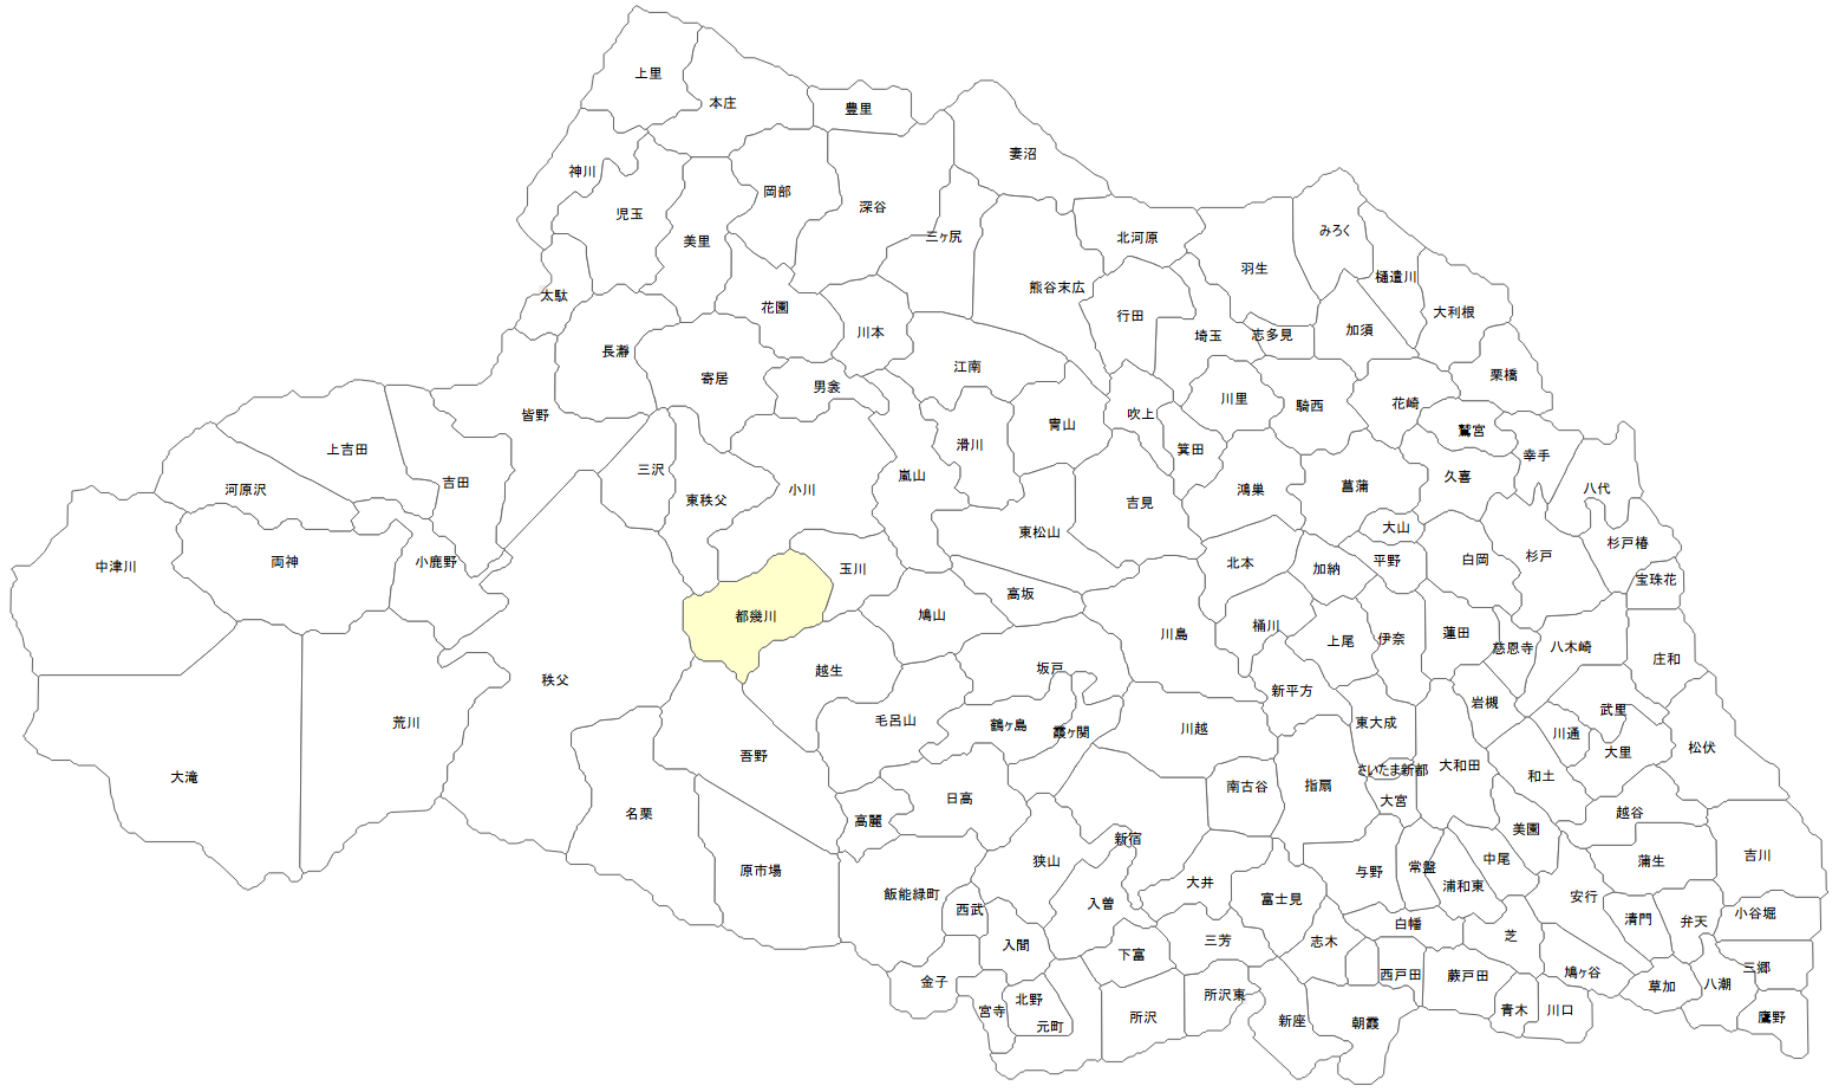 上里
本庄
豊里
妻沼
神川
岡部
深谷
児玉
美里
三ヶ尻
北河原
みろく
羽生
樋遣川
熊谷末広
太駄
花園
川本
行田
埼玉
志多見
加須
大利根
長瀞
寄居
男衾
江南
栗橋
皆野
吹上
川里
騎西
花崎
冑山
鷲宮
上吉田
滑川
箕田
三沢
嵐山
幸手
久喜
吉田
河原沢
東秩父
小川
吉見
鴻巣
菖蒲
八代
東松山
大山
中津川
両神
小鹿野
玉川
北本
加納
平野
白岡
杉戸
杉戸椿
宝珠花
高坂
都幾川
鳩山
川島
桶川
上尾
伊奈
蓮田
慈恩寺
八木崎
庄和
秩父
越生
坂戸
新平方
岩槻
武里
荒川
毛呂山
鶴ヶ島
霞ヶ関
川越
東大成
川通
大里
松伏
大滝
吾野
さいたま新都
大和田
和土
名栗
日高
南古谷
指扇
大宮
高麗
越谷
美園
新宿
狭山
中尾
蒲生
吉川
原市場
与野
常盤
浦和東
飯能緑町
大井
富士見
安行
西武
入曽
小谷堀
清門
弁天
白幡
入間
下富
三芳
志木
芝
金子
西戸田
蕨戸田
鳩ヶ谷
三郷
八潮
草加
宮寺
北野
元町
所沢
所沢東
新座
朝霞
青木
川口
鷹野